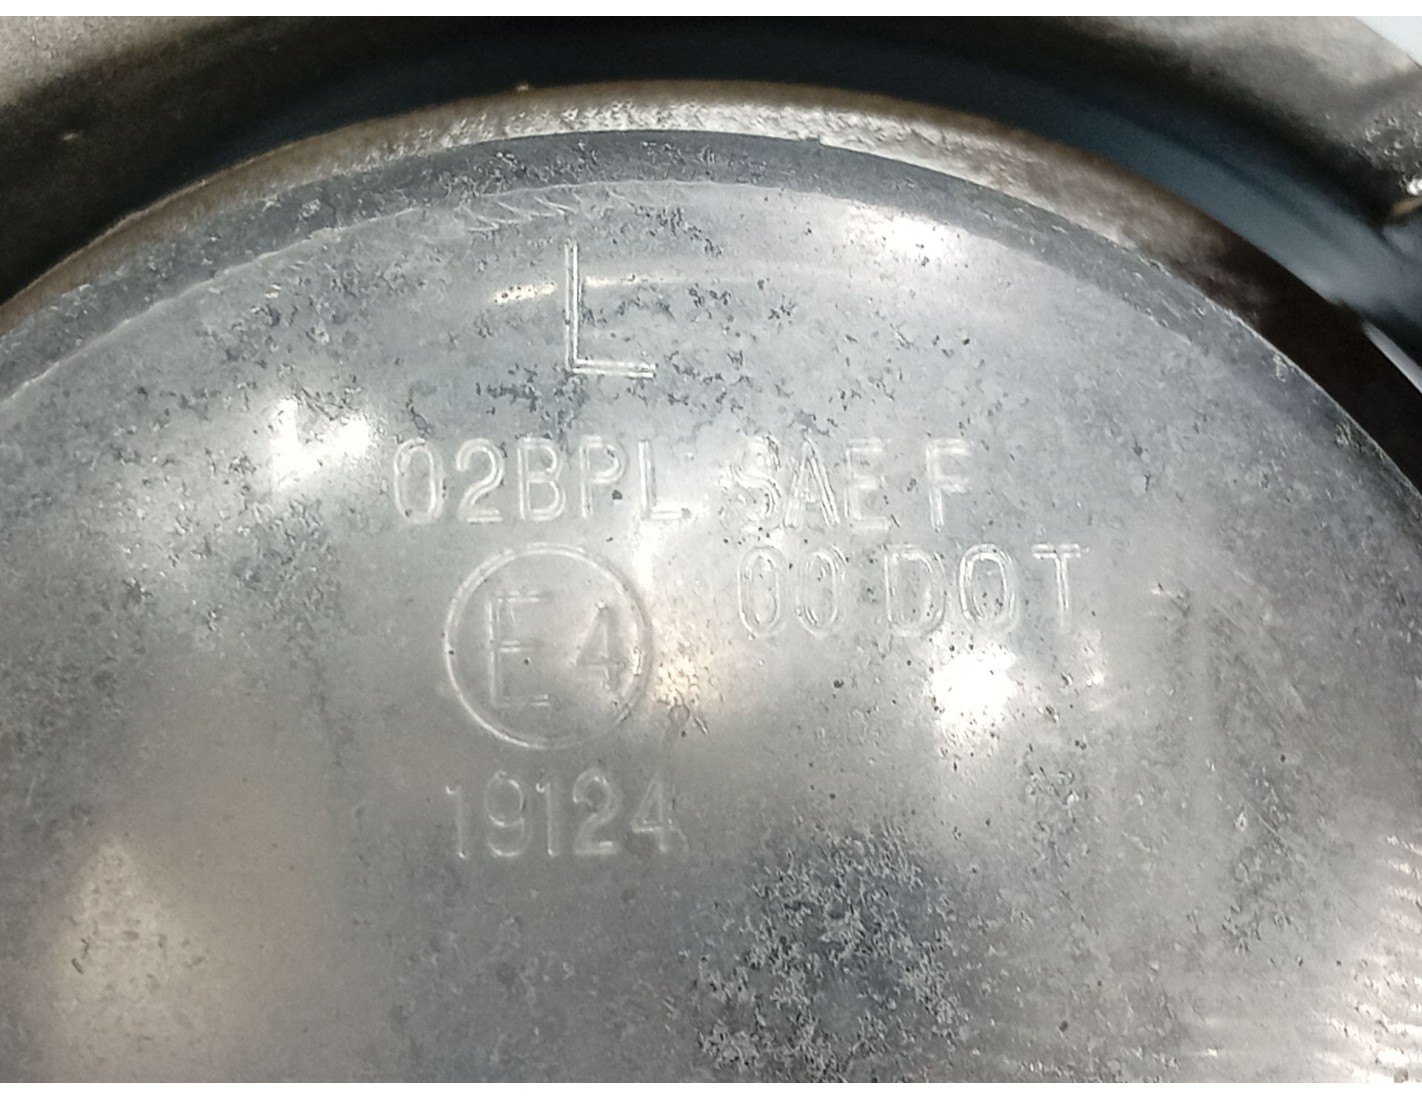 L
02BPL SAE F
E4 00 DOT
19124